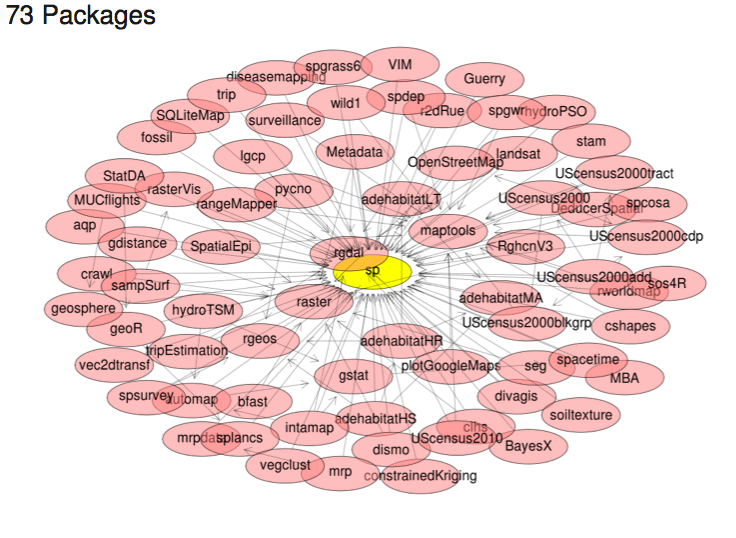 73 Packages
spgrass6
VIM
diseasemapping
Guerry
trip
wild1
spdep
r2dRue
spgwr
hydroPSO
SQLiteMap
surveillance
fossil
stam
lgcp
Metadata
OpenStreetMap
landsat
StatDA
rasterVis
pycno
UScensus2000tract
MUCflights
rangeMapper
adehabitatLT
UScensus2000
DeducerSpatial
spcosa
aqp
gdistance
SpatialEpi
maptools
RghcnV3
UScensus2000cdp
rgdal
sp
crawl
sampSurf
UScensus2000add
rworldmap
sos4R
geosphere
hydroTSM
raster
adehabitatMA
geoR
UScensus2000blkgrp
cshapes
tripEstimation
rgeos
adehabitatHR
vec2dtransf
gstat
plotGoogleMaps
seg
spacetime
MBA
spsurvey
automap
bfast
divagis
mrpdata
splancs
intamap
adehabitatHS
clhs
UScensus2010
soiltexture
BayesX
vegclust
mrp
dismo
constrainedKriging